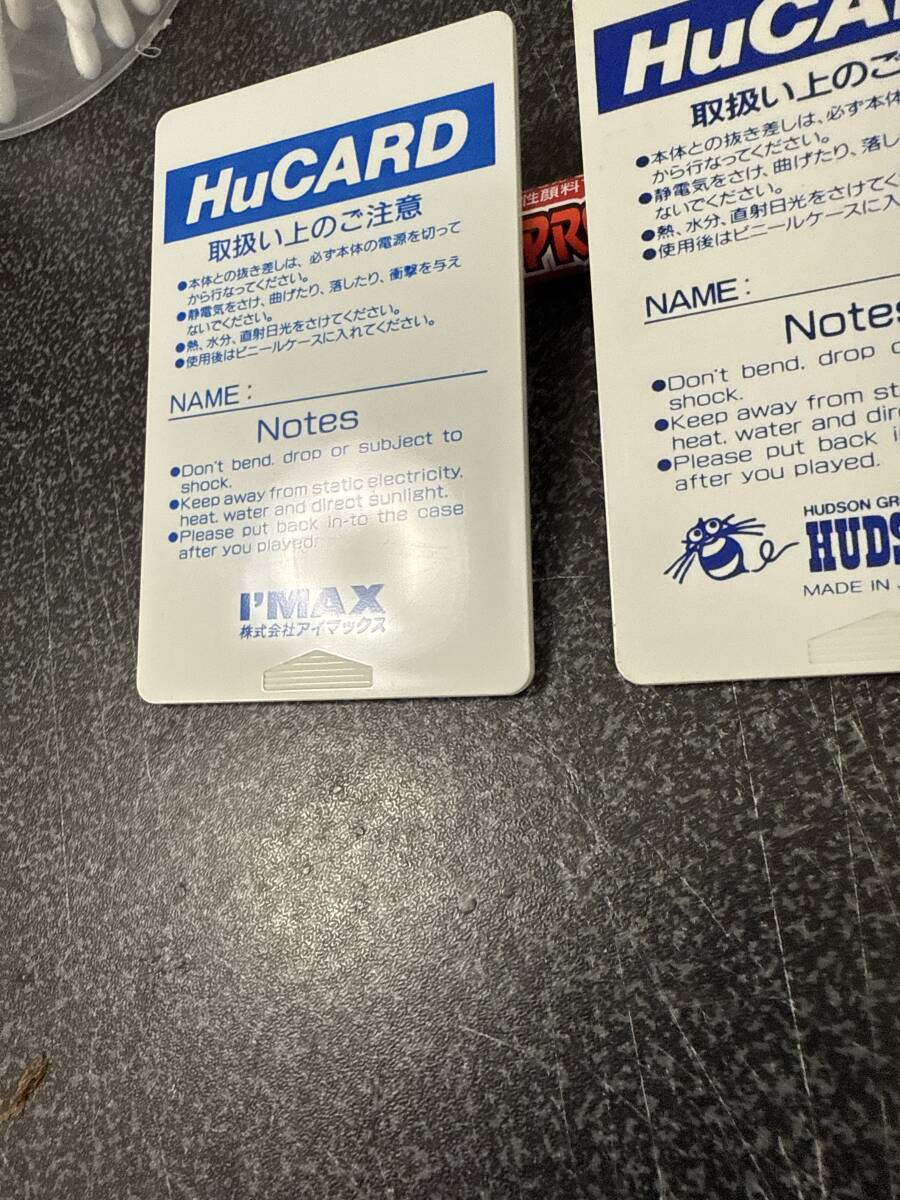 HuCARD
取扱い上のご注意
●本体との抜き差しは、必ず本体の電源を切って
から行なってください。
●静電気をさけ、曲げたり、落したり、衝撃を与え
ないでください。
●熱、水分、直射日光をさけてください。
●使用後はビニールケースに入れてください。
NAME:
Notes
●Don't bend, drop or subject to
shock.
●Keep away from static electricity,
heat, water and direct sunlight.
●Please put back in-to the case
after you played.
I'MAX
株式会社アイマックス
性顔料
PR
HuCA
取扱い上のご
●本体との抜き差しは、必ず本体
から行なってください。
●静電気をさけ、曲げたり、落し
ないでください。
●熱、水分、直射日光をさけてく
●使用後はビニールケースに入
NAME:
Notes
●Don't bend, drop
shock.
●Keep away from st
heat, water and dire
●Please put back i
after you played.
HUDSON GR
HUDS
MADE IN